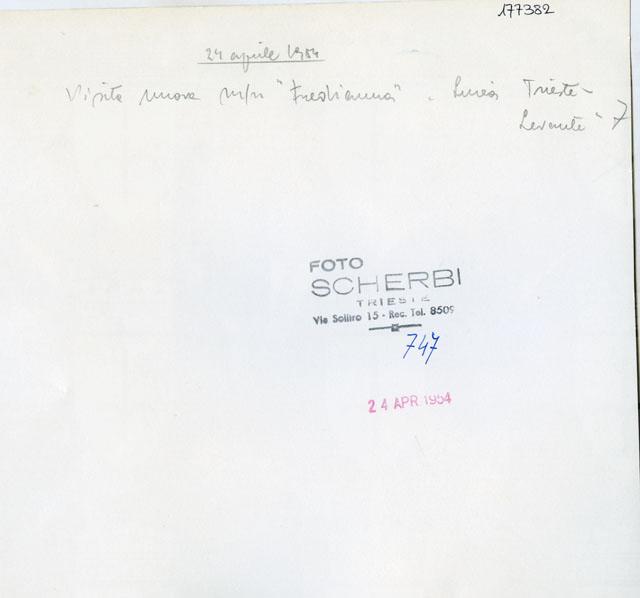 177382
24 aprile 1954
Visita nuova m/n " - Linea Trieste -
Levante" 7
FOTO
SCHERBI
TRIESTE
Via Solitro 15 - Rec. Tel. 8509
747
24 APR 1954